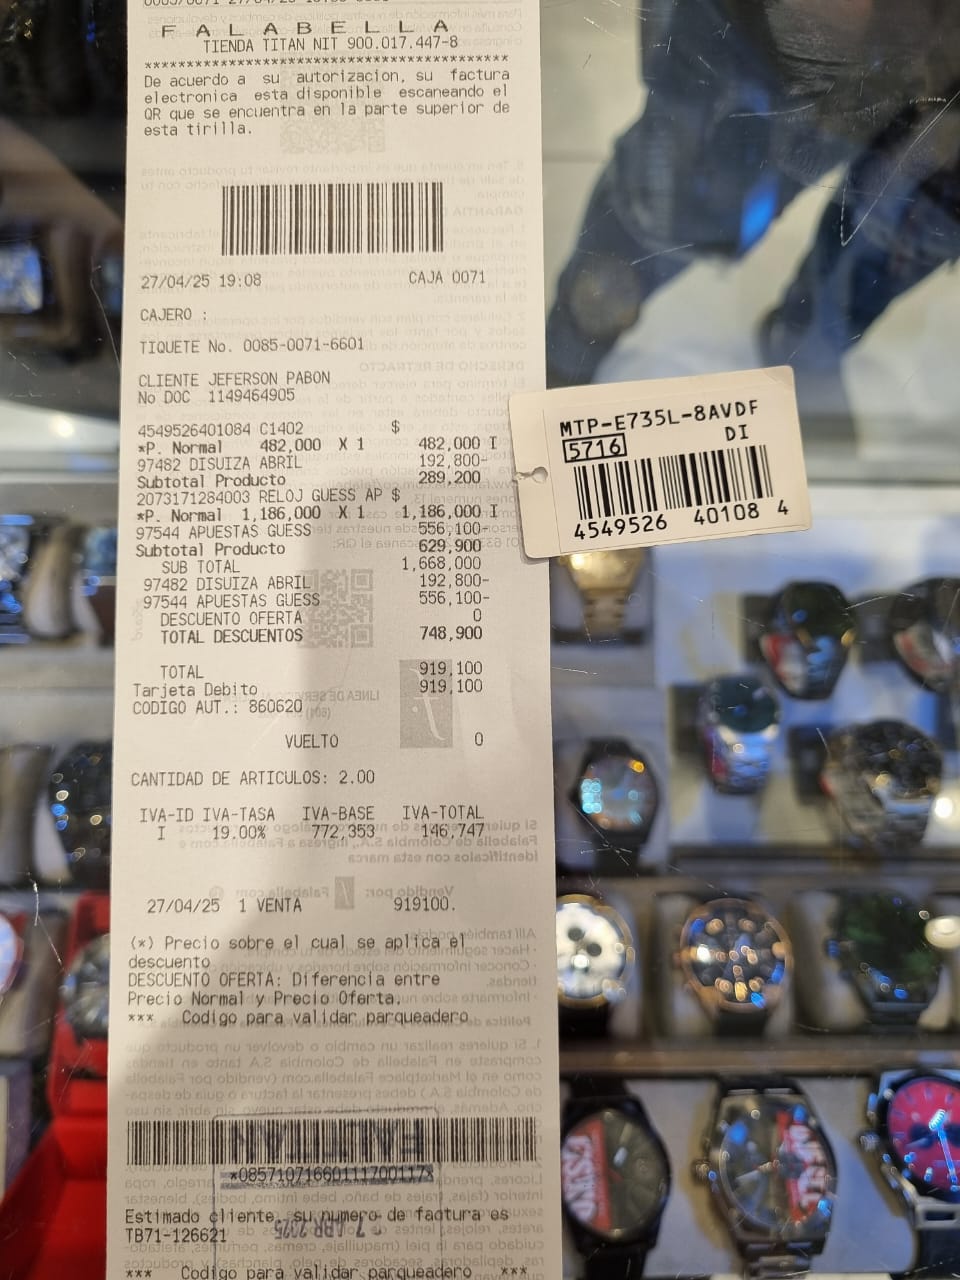 F A L A B E L L A
TIENDA TITAN NIT 900.017.447-8
****************************************
De acuerdo a su autorizacion, su factura
electronica esta disponible escaneando el
QR que se encuentra en la parte superior de
esta tirilla.
27/04/25 19:08 CAJA 0071
CAJERO :
TIQUETE No. 0085-0071-6601
CLIENTE JEFERSON PABON
No DOC 1149464905
4549526401084 C1402 $
*P. Normal 482,000 X 1 482,000 I
97482 DISUIZA ABRIL 192,800-
Subtotal Producto 289,200
2073171284003 RELOJ GUESS AP $
*P. Normal 1,186,000 X 1 1,186,000 I
97544 APUESTAS GUESS 556,100-
Subtotal Producto 629,900
SUB TOTAL 1,668,000
97482 DISUIZA ABRIL 192,800-
97544 APUESTAS GUESS 556,100-
DESCUENTO OFERTA 0
TOTAL DESCUENTOS 748,900
TOTAL 919,100
Tarjeta Debito 919,100
CODIGO AUT.: 860620
VUELTO 0
CANTIDAD DE ARTICULOS: 2.00
IVA-ID IVA-TASA IVA-BASE IVA-TOTAL
I 19.00% 772,353 146,747
27/04/25 1 VENTA 919100.
(*) Precio sobre el cual se aplica el
descuento
DESCUENTO OFERTA: Diferencia entre
Precio Normal y Precio Oferta.
*** Codigo para validar parqueadero
*0857107166011170011​7*
Estimado cliente, su numero de factura es
TB71-126621
*** Codigo para validar parqueadero ***
MTP-E735L-8AVDF
5716 DI
4549526 40108 4